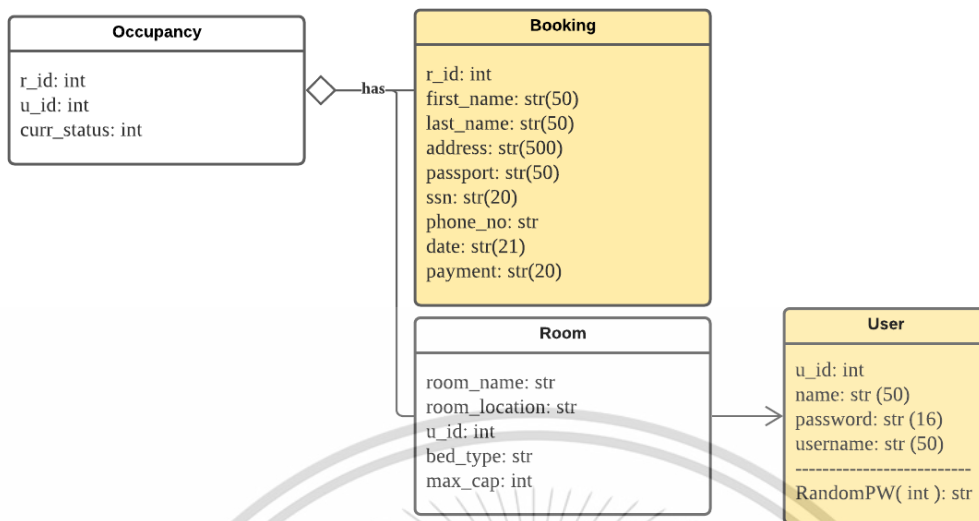 Occupancy
r_id: int
u_id: int
curr_status: int
has
Booking
r_id: int
first_name: str(50)
last_name: str(50)
address: str(500)
passport: str(50)
ssn: str(20)
phone_no: str
date: str(21)
payment: str(20)
Room
room_name: str
room_location: str
u_id: int
bed_type: str
max_cap: int
User
u_id: int
name: str (50)
password: str (16)
username: str (50)
--------------------------
RandomPW( int ): str